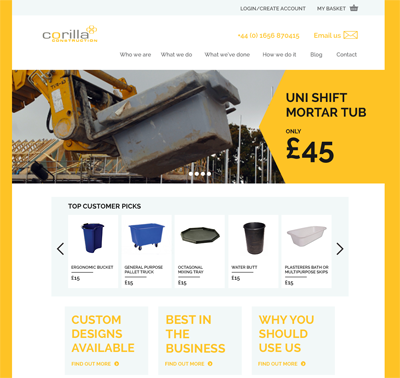 LOGIN/CREATE ACCOUNT MY BASKET
corilla
CONSTRUCTION
+44 (0) 1656 870415 Email us
Who we are What we do What we've done How we do it Blog Contact
UNI SHIFT
MORTAR TUB
ONLY
£45
TOP CUSTOMER PICKS
ERGONOMIC BUCKET
£15
GENERAL PURPOSE
PALLET TRUCK
£15
OCTAGONAL
MIXING TRAY
£15
WATER BUTT
£15
PLASTERERS BATH OR
MULTIPURPOSE SKIPS
£15
CUSTOM
DESIGNS
AVAILABLE
FIND OUT MORE
BEST IN
THE
BUSINESS
FIND OUT MORE
WHY YOU
SHOULD
USE US
FIND OUT MORE